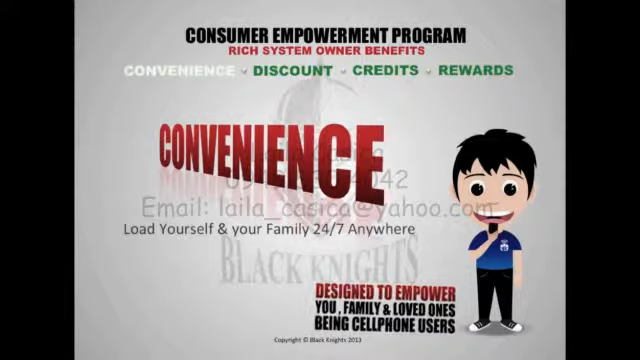 CONSUMER EMPOWERMENT PROGRAM
RICH SYSTEM OWNER BENEFITS
CONVENIENCE • DISCOUNT • CREDITS • REWARDS
CONVENIENCE
Email: laila_casica@yahoo.com
Load Yourself & your Family 24/7 Anywhere
BLACK KNIGHTS
DESIGNED TO EMPOWER
YOU, FAMILY & LOVED ONES
BEING CELLPHONE USERS
Copyright © Black Knights 2013